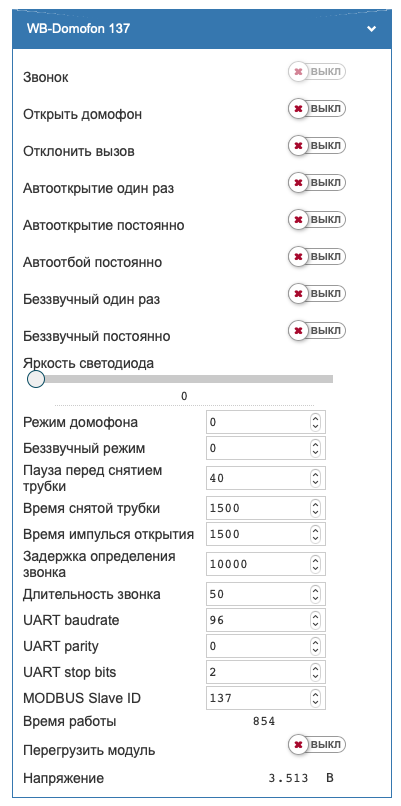 WB-Domofon 137
Звонок ВЫКЛ
Открыть домофон ВЫКЛ
Отклонить вызов ВЫКЛ
Автооткрытие один раз ВЫКЛ
Автооткрытие постоянно ВЫКЛ
Автоотбой постоянно ВЫКЛ
Беззвучный один раз ВЫКЛ
Беззвучный постоянно ВЫКЛ
Яркость светодиода
0
Режим домофона 0
Беззвучный режим 0
Пауза перед снятием
трубки 40
Время снятой трубки 1500
Время импулься открытия 1500
Задержка определения
звонка 10000
Длительность звонка 50
UART baudrate 96
UART parity 0
UART stop bits 2
MODBUS Slave ID 137
Время работы 854
Перегрузить модуль ВЫКЛ
Напряжение 3.513 В